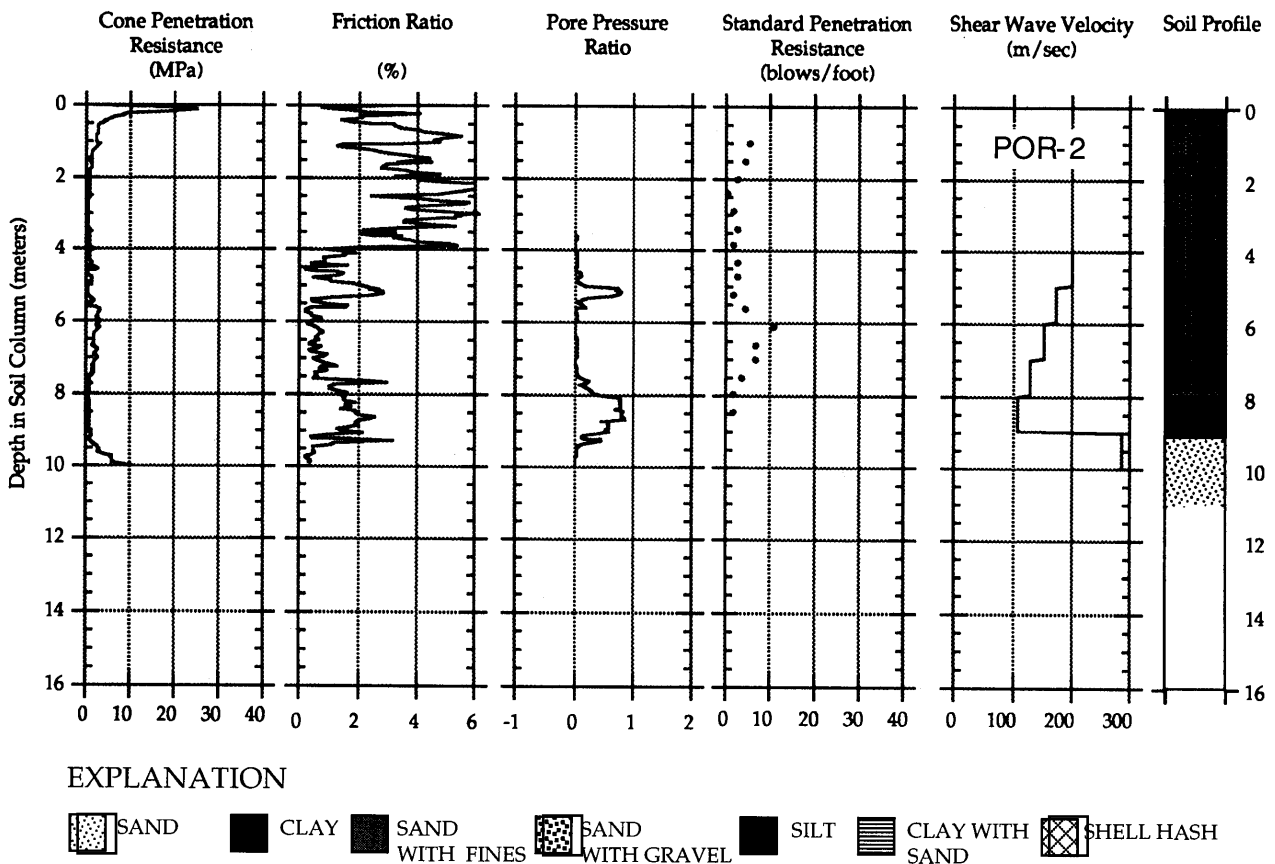 Cone Penetration
Resistance
(MPa)
Friction Ratio
(%)
Pore Pressure
Ratio
Standard Penetration
Resistance
(blows/foot)
Shear Wave Velocity
(m/sec)
Soil Profile
Depth in Soil Column (meters)
0
2
4
6
8
10
12
14
16
POR-2
0
2
4
6
8
10
12
14
16
0 10 20 30 40
0 2 4 6
-1 0 1 2
0 10 20 30 40
0 100 200 300
EXPLANATION
SAND
CLAY
SAND
WITH FINES
SAND
WITH GRAVEL
SILT
CLAY WITH
SAND
SHELL HASH